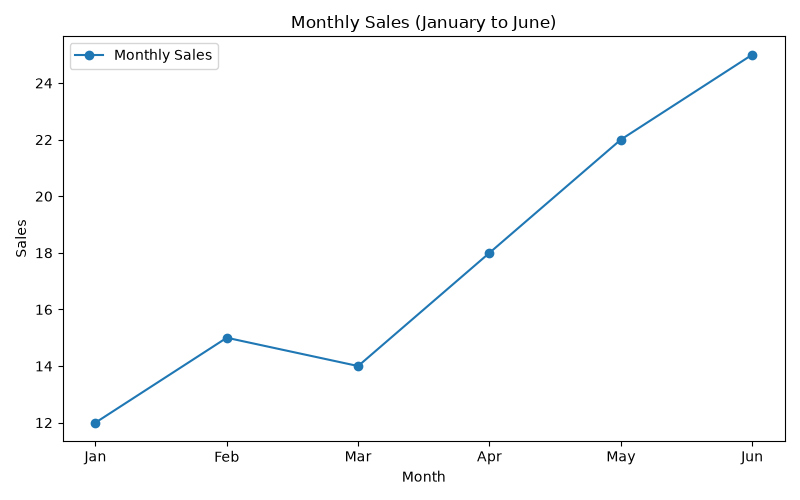 Monthly Sales (January to June)
Monthly Sales
24
22
20
18
16
14
12
Sales
Jan Feb Mar Apr May Jun
Month